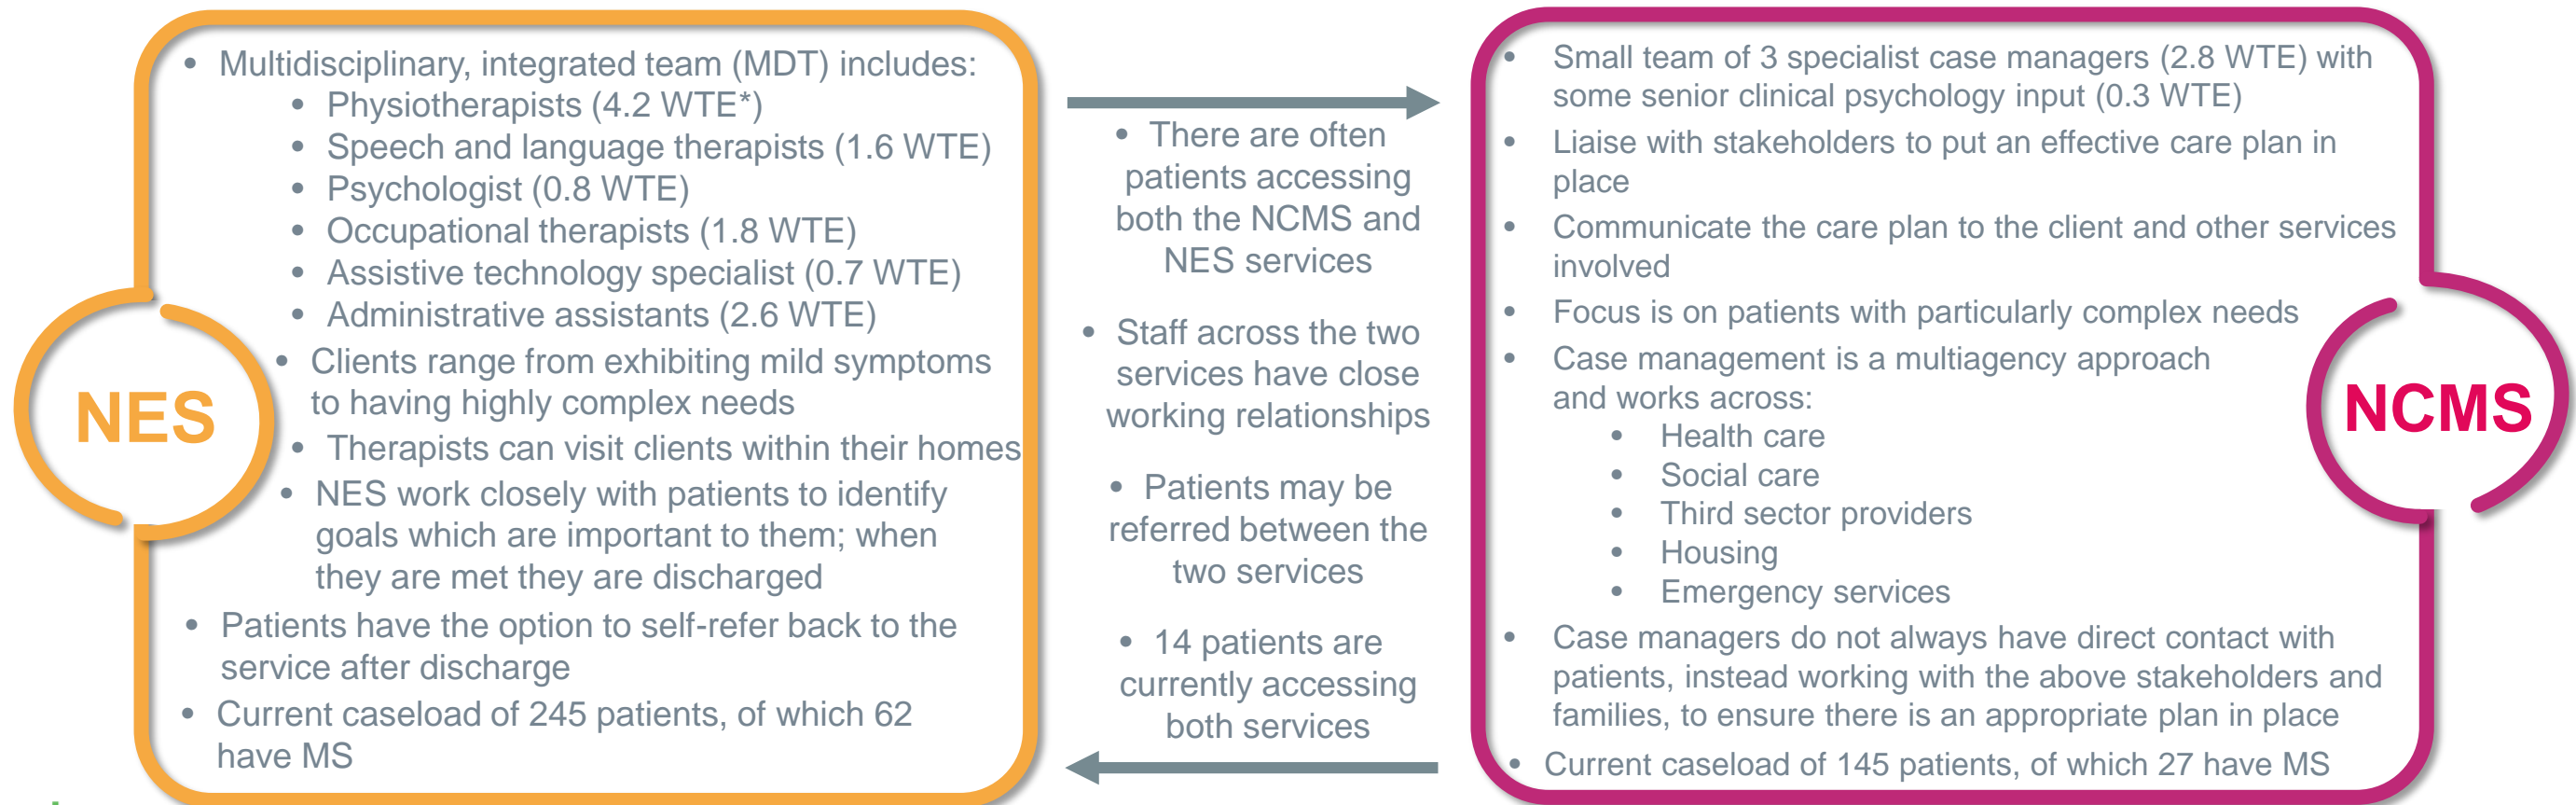 • Multidisciplinary, integrated team (MDT) includes:
• Physiotherapists (4.2 WTE*)
• Speech and language therapists (1.6 WTE)
• Psychologist (0.8 WTE)
• Occupational therapists (1.8 WTE)
• Assistive technology specialist (0.7 WTE)
• Administrative assistants (2.6 WTE)
• Clients range from exhibiting mild symptoms
to having highly complex needs
• Therapists can visit clients within their homes
• NES work closely with patients to identify
goals which are important to them; when
they are met they are discharged
• Patients have the option to self-refer back to the
service after discharge
• Current caseload of 245 patients, of which 62
have MS
NES
• There are often
patients accessing
both the NCMS and
NES services
• Staff across the two
services have close
working relationships
• Patients may be
referred between the
two services
• 14 patients are
currently accessing
both services
• Small team of 3 specialist case managers (2.8 WTE) with
some senior clinical psychology input (0.3 WTE)
• Liaise with stakeholders to put an effective care plan in
place
• Communicate the care plan to the client and other services
involved
• Focus is on patients with particularly complex needs
• Case management is a multiagency approach
and works across:
• Health care
• Social care
• Third sector providers
• Housing
• Emergency services
• Case managers do not always have direct contact with
patients, instead working with the above stakeholders and
families, to ensure there is an appropriate plan in place
• Current caseload of 145 patients, of which 27 have MS
NCMS